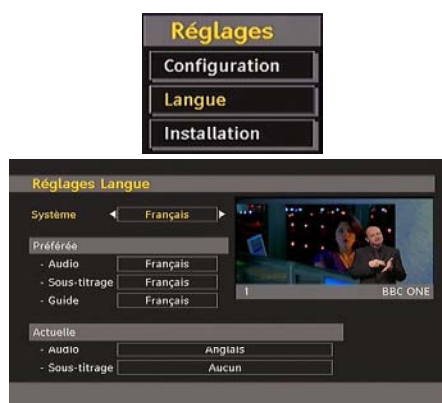 Réglages
Configuration
Langue
Installation
Réglages Langue
Système Français
Préférée
- Audio Français
- Sous-titrage Français
- Guide Français
1 BBC ONE
Actuelle
- Audio Anglais
- Sous-titrage Aucun